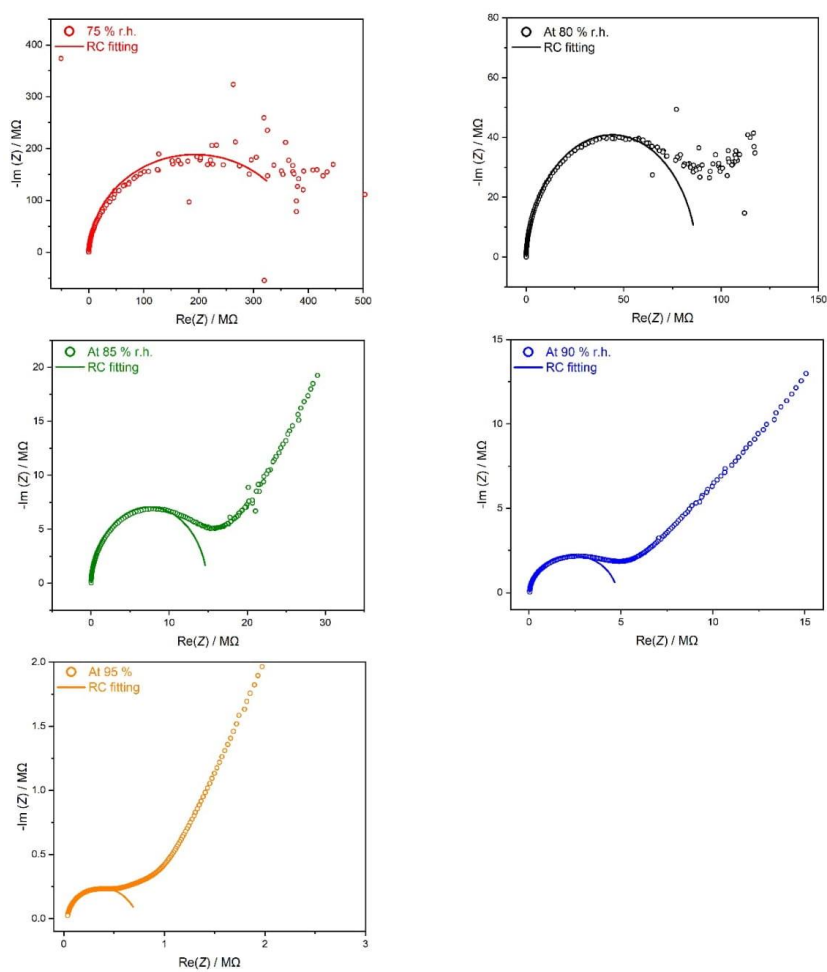 75 % r.h.
RC fitting
400
300
200
100
0
-Im (Z) / MΩ
0 100 200 300 400 500
Re(Z) / MΩ
At 80 % r.h.
RC fitting
80
60
40
20
0
-Im (Z) / MΩ
0 50 100 150
Re(Z) / MΩ
At 85 % r.h.
RC fitting
20
15
10
5
0
-Im (Z) / MΩ
0 10 20 30
Re(Z) / MΩ
At 90 % r.h.
RC fitting
15
10
5
0
-Im (Z) / MΩ
0 5 10 15
Re(Z) / MΩ
At 95 %
RC fitting
2.0
1.5
1.0
0.5
0.0
-Im (Z) / MΩ
0 1 2 3
Re(Z) / MΩ